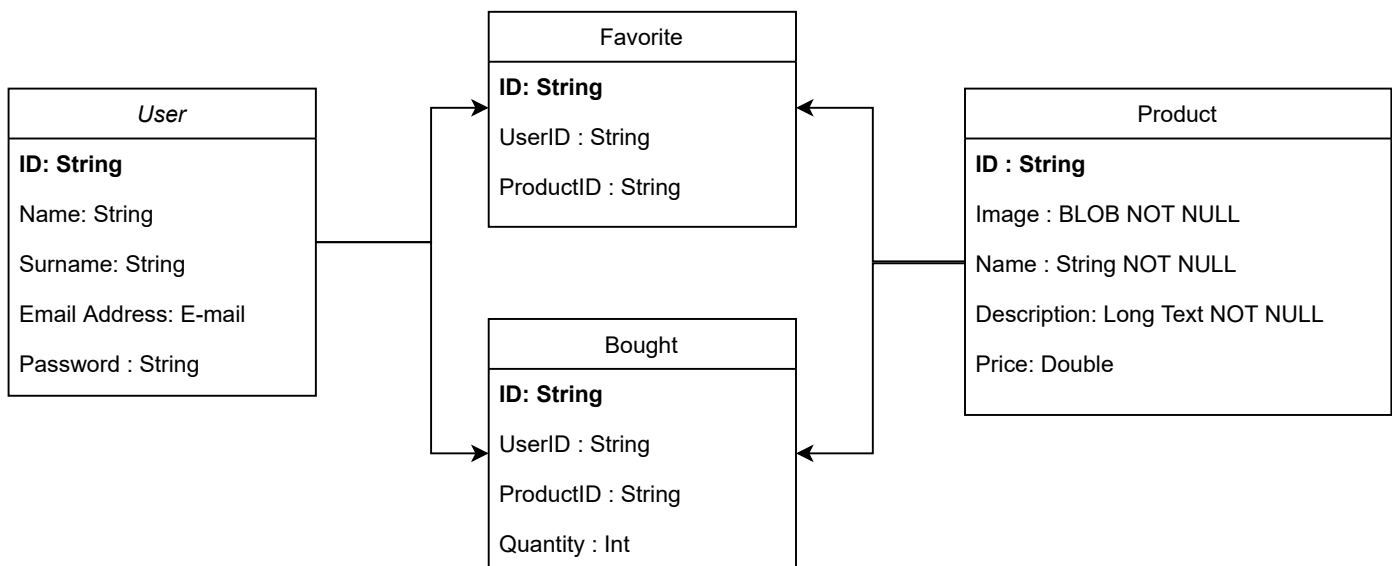 User
ID: String
Name: String
Surname: String
Email Address: E-mail
Password : String
Favorite
ID: String
UserID : String
ProductID : String
Bought
ID: String
UserID : String
ProductID : String
Quantity : Int
Product
ID : String
Image : BLOB NOT NULL
Name : String NOT NULL
Description: Long Text NOT NULL
Price: Double